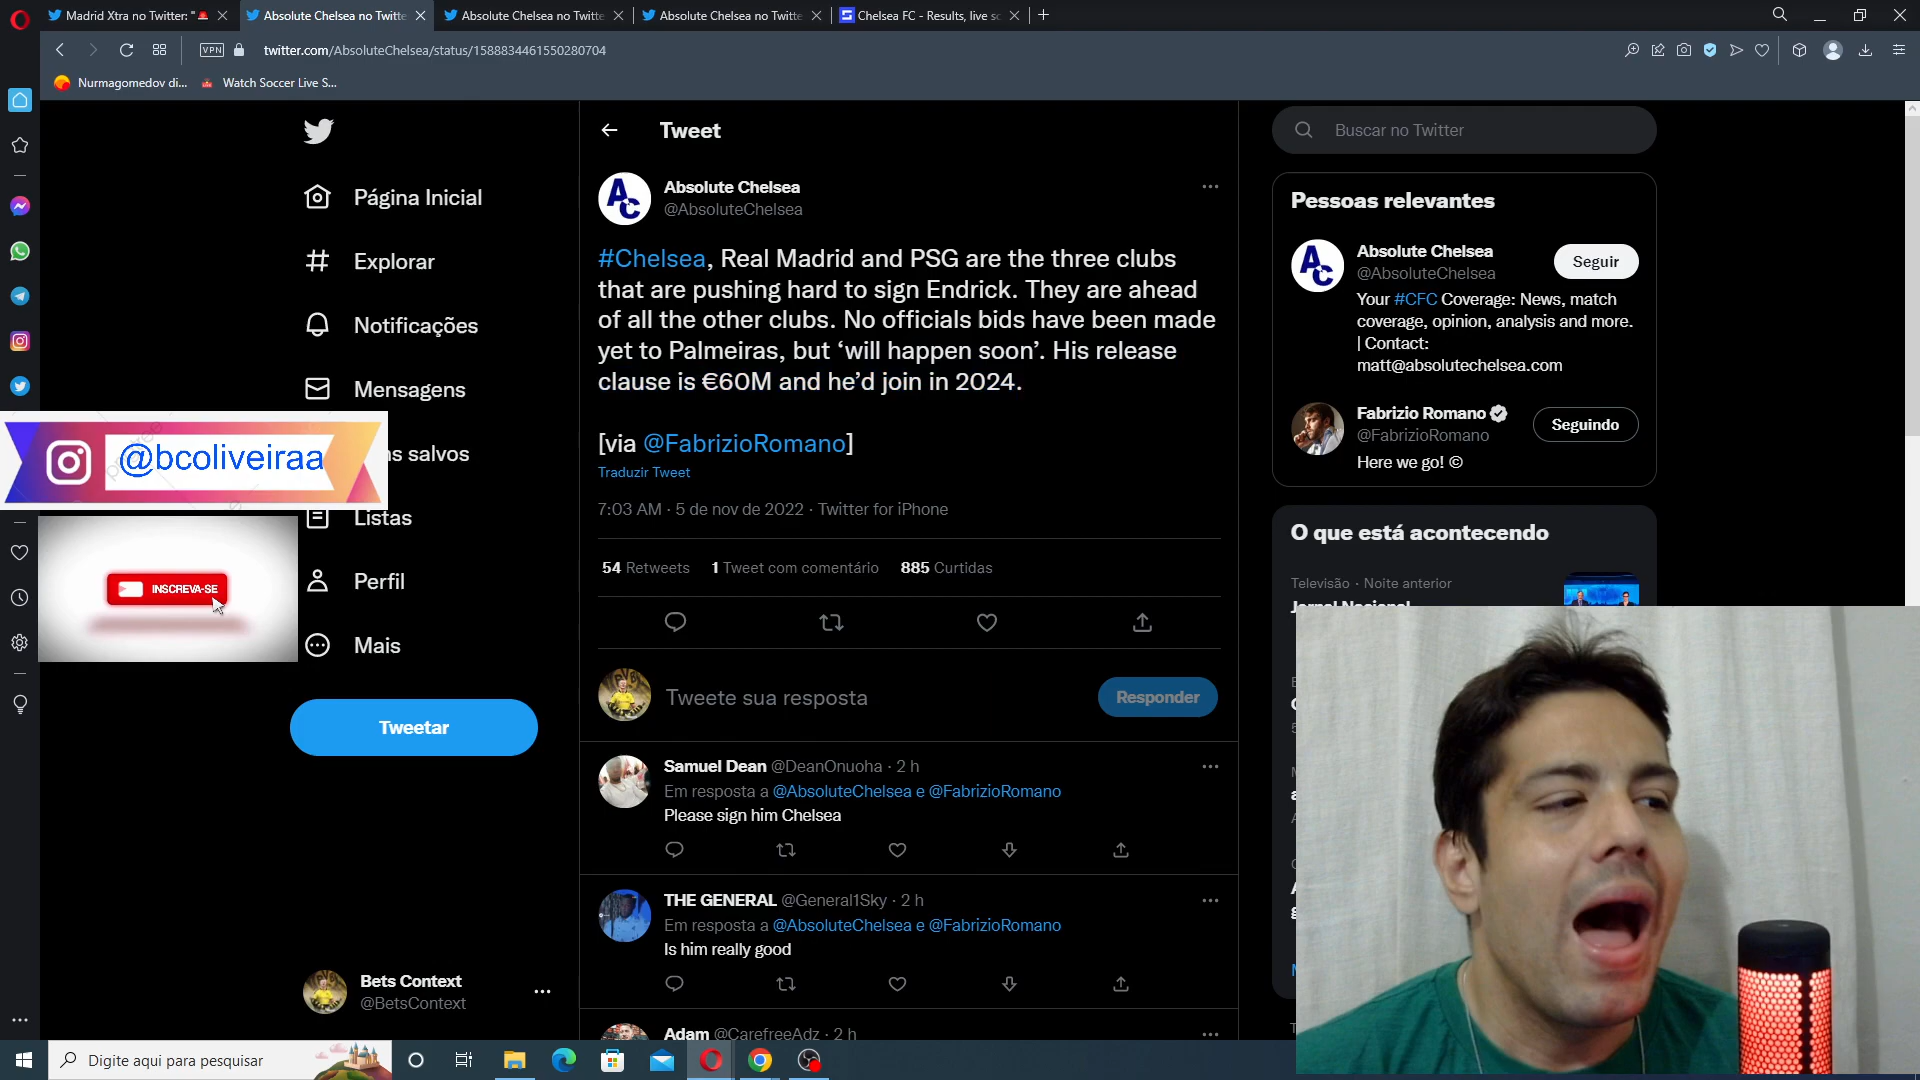 Madrid Xtra no Twitter: "
Absolute Chelsea no Twitte
Absolute Chelsea no Twitte
Absolute Chelsea no Twitte
Chelsea FC - Results, live sc
VPN
twitter.com/AbsoluteChelsea/status/1588834461550280704
Nurmagomedov di...
Watch Soccer Live S...
Página Inicial
Explorar
Notificações
Mensagens
ns salvos
Listas
Perfil
Mais
Tweetar
@bcoliveiraa
INSCREVA-SE
Bets Context
@BetsContext
Tweet
Absolute Chelsea
@AbsoluteChelsea
#Chelsea, Real Madrid and PSG are the three clubs
that are pushing hard to sign Endrick. They are ahead
of all the other clubs. No officials bids have been made
yet to Palmeiras, but ‘will happen soon’. His release
clause is €60M and he’d join in 2024.
[via @FabrizioRomano]
Traduzir Tweet
7:03 AM · 5 de nov de 2022 · Twitter for iPhone
54 Retweets 1 Tweet com comentário 885 Curtidas
Tweete sua resposta
Responder
Samuel Dean @DeanOnuoha · 2 h
Em resposta a @AbsoluteChelsea e @FabrizioRomano
Please sign him Chelsea
THE GENERAL @General1Sky · 2 h
Em resposta a @AbsoluteChelsea e @FabrizioRomano
Is him really good
Adam @CarefreeAdz · 2 h
Buscar no Twitter
Pessoas relevantes
Absolute Chelsea
@AbsoluteChelsea
Seguir
Your #CFC Coverage: News, match
coverage, opinion, analysis and more.
| Contact:
matt@absolutechelsea.com
Fabrizio Romano
@FabrizioRomano
Seguindo
Here we go! ©
O que está acontecendo
Televisão · Noite anterior
Jornal Nacional
Digite aqui para pesquisar